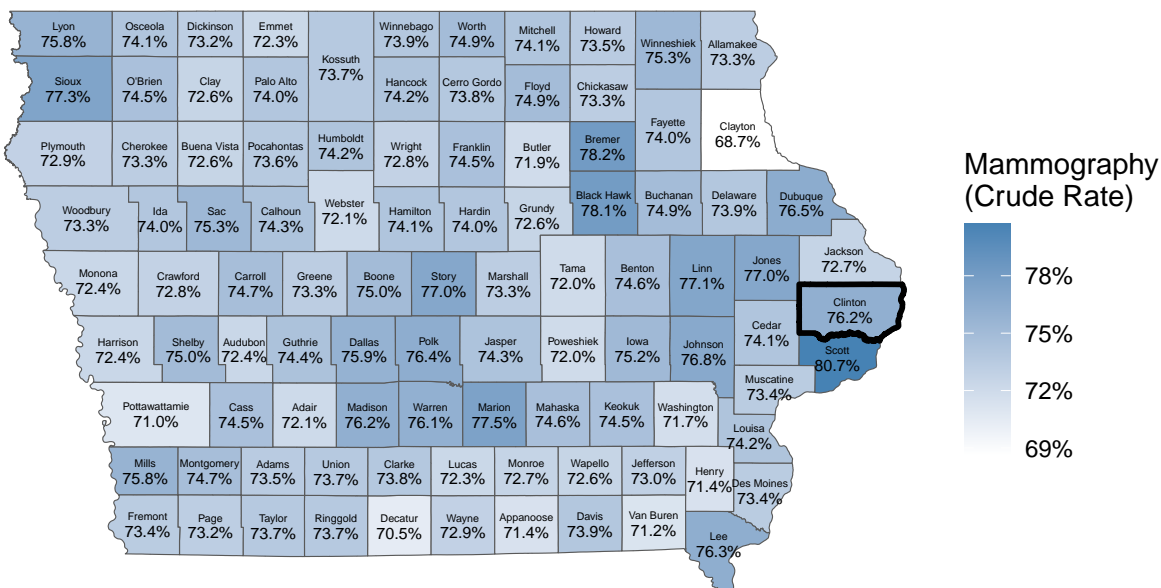 Lyon
75.8%
Osceola
74.1%
Dickinson
73.2%
Emmet
72.3%
Kossuth
73.7%
Winnebago
73.9%
Worth
74.9%
Mitchell
74.1%
Howard
73.5%
Winneshiek
75.3%
Allamakee
73.3%
Sioux
77.3%
O'Brien
74.5%
Clay
72.6%
Palo Alto
74.0%
Hancock
74.2%
Cerro Gordo
73.8%
Floyd
74.9%
Chickasaw
73.3%
Fayette
74.0%
Clayton
68.7%
Plymouth
72.9%
Cherokee
73.3%
Buena Vista
72.6%
Pocahontas
73.6%
Humboldt
74.2%
Wright
72.8%
Franklin
74.5%
Butler
71.9%
Bremer
78.2%
Woodbury
73.3%
Ida
74.0%
Sac
75.3%
Calhoun
74.3%
Webster
72.1%
Hamilton
74.1%
Hardin
74.0%
Grundy
72.6%
Black Hawk
78.1%
Buchanan
74.9%
Delaware
73.9%
Dubuque
76.5%
Monona
72.4%
Crawford
72.8%
Carroll
74.7%
Greene
73.3%
Boone
75.0%
Story
77.0%
Marshall
73.3%
Tama
72.0%
Benton
74.6%
Linn
77.1%
Jones
77.0%
Jackson
72.7%
Clinton
76.2%
Harrison
72.4%
Shelby
75.0%
Audubon
72.4%
Guthrie
74.4%
Dallas
75.9%
Polk
76.4%
Jasper
74.3%
Poweshiek
72.0%
Iowa
75.2%
Johnson
76.8%
Cedar
74.1%
Scott
80.7%
Muscatine
73.4%
Pottawattamie
71.0%
Cass
74.5%
Adair
72.1%
Madison
76.2%
Warren
76.1%
Marion
77.5%
Mahaska
74.6%
Keokuk
74.5%
Washington
71.7%
Louisa
74.2%
Mills
75.8%
Montgomery
74.7%
Adams
73.5%
Union
73.7%
Clarke
73.8%
Lucas
72.3%
Monroe
72.7%
Wapello
72.6%
Jefferson
73.0%
Henry
71.4%
Des Moines
73.4%
Fremont
73.4%
Page
73.2%
Taylor
73.7%
Ringgold
73.7%
Decatur
70.5%
Wayne
72.9%
Appanoose
71.4%
Davis
73.9%
Van Buren
71.2%
Lee
76.3%
Mammography
(Crude Rate)
78%
75%
72%
69%